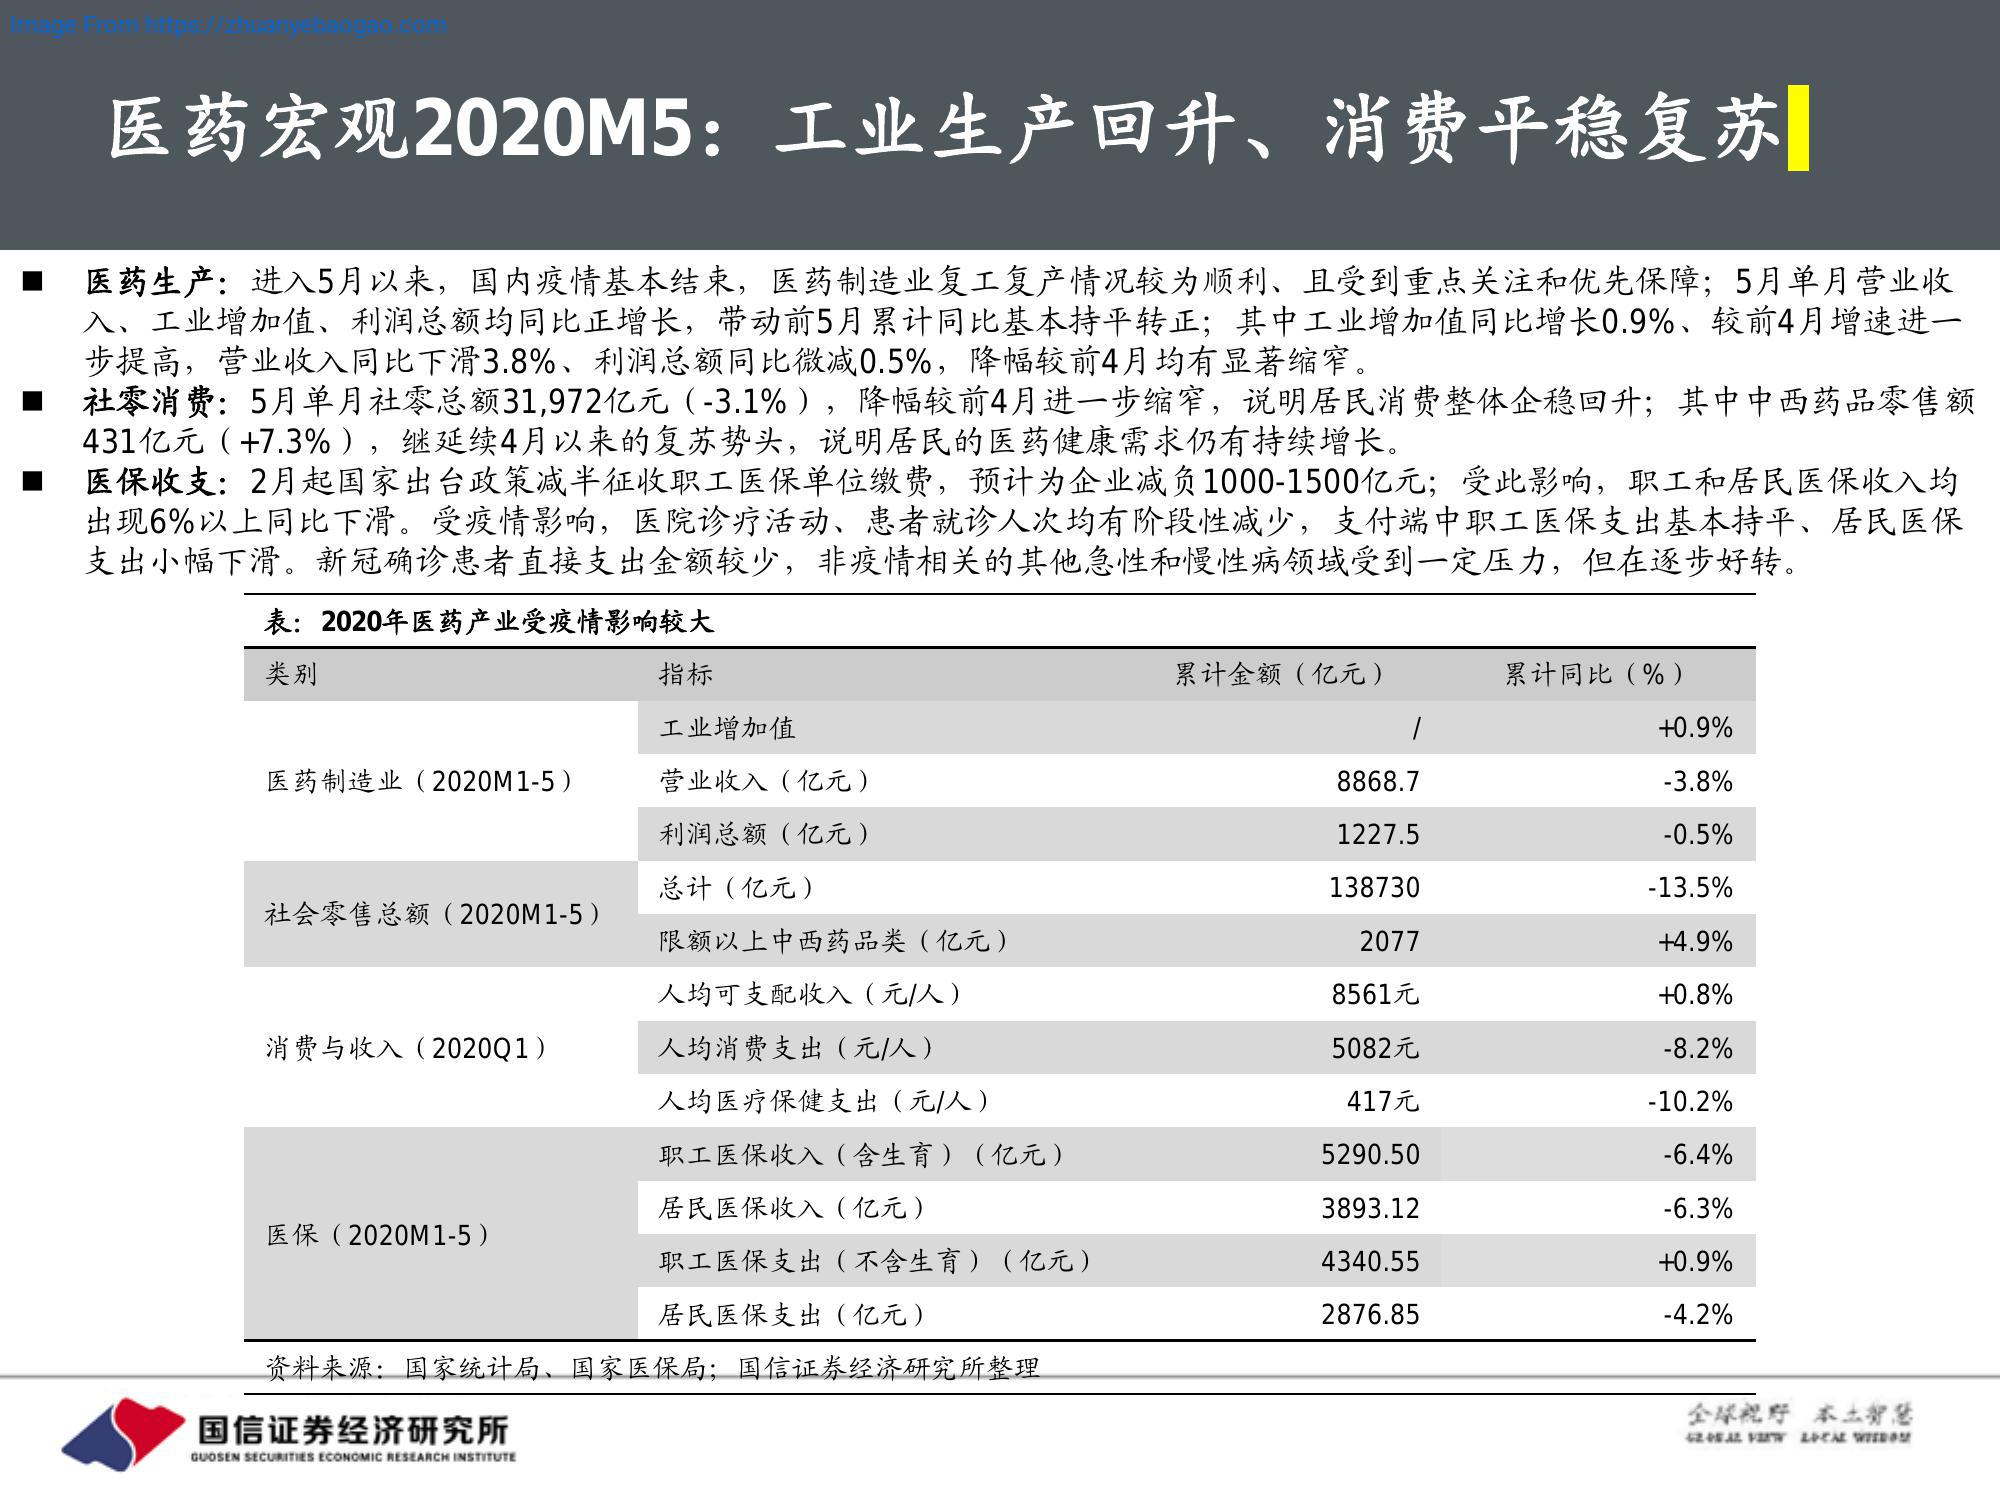 Image From https://zhuanyebaogao.com
医药宏观2020M5：工业生产回升、消费平稳复苏
■ 医药生产：进入5月以来，国内疫情基本结束，医药制造业复工复产情况较为顺利、且受到重点关注和优先保障；5月单月营业收
入、工业增加值、利润总额均同比正增长，带动前5月累计同比基本持平转正；其中工业增加值同比增长0.9%、较前4月增速进一
步提高，营业收入同比下滑3.8%、利润总额同比微减0.5%，降幅较前4月均有显著缩窄。
■ 社零消费：5月单月社零总额31,972亿元（-3.1%），降幅较前4月进一步缩窄，说明居民消费整体企稳回升；其中中西药品零售额
431亿元（+7.3%），继延续4月以来的复苏势头，说明居民的医药健康需求仍有持续增长。
■ 医保收支：2月起国家出台政策减半征收职工医保单位缴费，预计为企业减负1000-1500亿元；受此影响，职工和居民医保收入均
出现6%以上同比下滑。受疫情影响，医院诊疗活动、患者就诊人次均有阶段性减少，支付端中职工医保支出基本持平、居民医保
支出小幅下滑。新冠确诊患者直接支出金额较少，非疫情相关的其他急性和慢性病领域受到一定压力，但在逐步好转。
表：2020年医药产业受疫情影响较大
类别 指标 累计金额（亿元） 累计同比（%）
医药制造业（2020M1-5） 工业增加值 / +0.9%
营业收入（亿元） 8868.7 -3.8%
利润总额（亿元） 1227.5 -0.5%
社会零售总额（2020M1-5） 总计（亿元） 138730 -13.5%
限额以上中西药品类（亿元） 2077 +4.9%
消费与收入（2020Q1） 人均可支配收入（元/人） 8561元 +0.8%
人均消费支出（元/人） 5082元 -8.2%
人均医疗保健支出（元/人） 417元 -10.2%
医保（2020M1-5） 职工医保收入（含生育）（亿元） 5290.50 -6.4%
居民医保收入（亿元） 3893.12 -6.3%
职工医保支出（不含生育）（亿元） 4340.55 +0.9%
居民医保支出（亿元） 2876.85 -4.2%
资料来源：国家统计局、国家医保局；国信证券经济研究所整理
国信证券经济研究所
GUOSEN SECURITIES ECONOMIC RESEARCH INSTITUTE
全球视野 本土智慧
GLOBAL VIEW LOCAL WISDOM